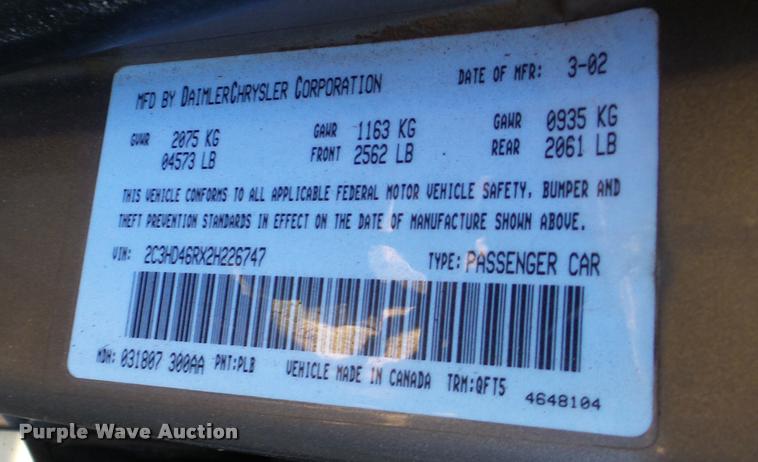 MFD BY DAIMLERCHRYSLER CORPORATION DATE OF MFR: 3-02
GVWR 2075 KG GAWR 1163 KG GAWR 0935 KG
04573 LB FRONT 2562 LB REAR 2061 LB
THIS VEHICLE CONFORMS TO ALL APPLICABLE FEDERAL MOTOR VEHICLE SAFETY, BUMPER AND
THEFT PREVENTION STANDARDS IN EFFECT ON THE DATE OF MANUFACTURE SHOWN ABOVE.
VIN: 2C3HD46RX2H226747 TYPE: PASSENGER CAR
MDH: 031807 300AA PNT:PLB VEHICLE MADE IN CANADA TRM:QFT5 4648104
Purple Wave Auction